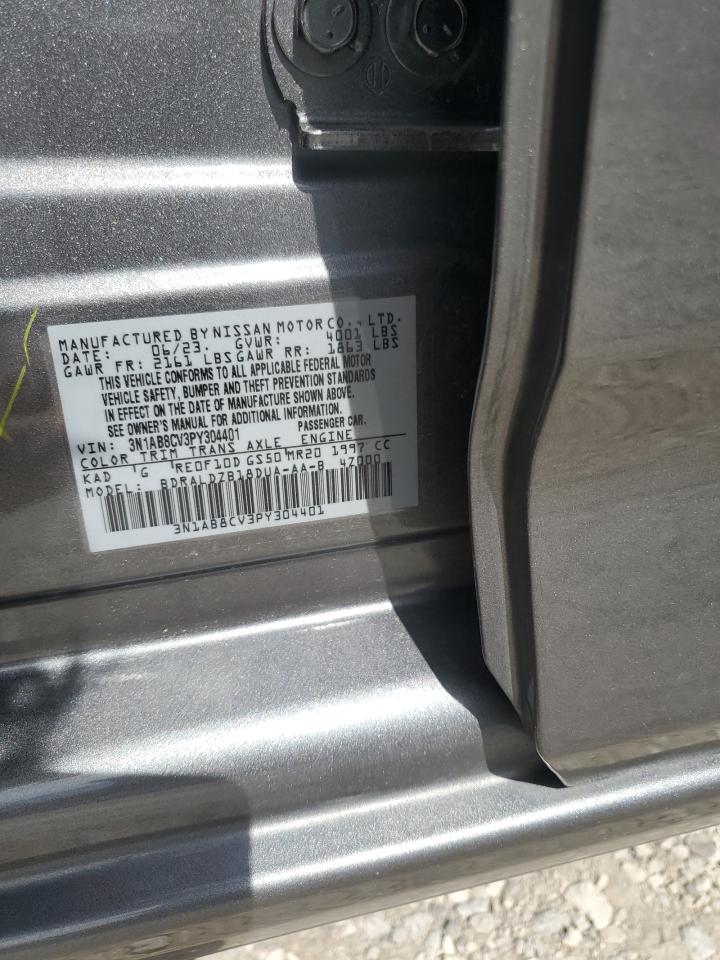 MANUFACTURED BY NISSAN MOTOR CO., LTD.
DATE: 06/23. GVWR: 4001 LBS
GAWR FR: 2161 LBS GAWR RR: 1863 LBS
THIS VEHICLE CONFORMS TO ALL APPLICABLE FEDERAL MOTOR
VEHICLE SAFETY, BUMPER AND THEFT PREVENTION STANDARDS
IN EFFECT ON THE DATE OF MANUFACTURE SHOWN ABOVE.
SEE OWNER'S MANUAL FOR ADDITIONAL INFORMATION.
VIN: 3N1AB8CV3PY304401 PASSENGER CAR.
COLOR TRIM TRANS AXLE ENGINE
KAD G RE0F10D GS50 MR20 1997 CC
MODEL: BDRALDZB18DUA-AA-B 4Z000
3N1AB8CV3PY304401